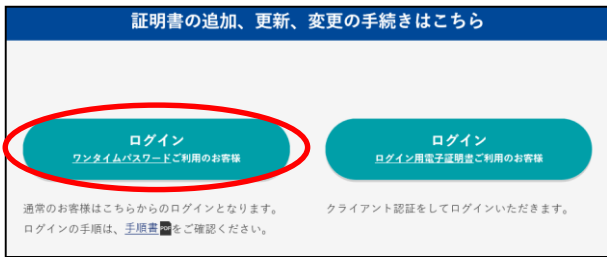 証明書の追加、更新、変更の手続きはこちら
ログイン
ワンタイムパスワードご利用のお客様
ログイン
ログイン用電子証明書ご利用のお客様
通常のお客様はこちらからのログインとなります。
ログインの手順は、手順書PDFをご確認ください。
クライアント認証をしてログインいただきます。